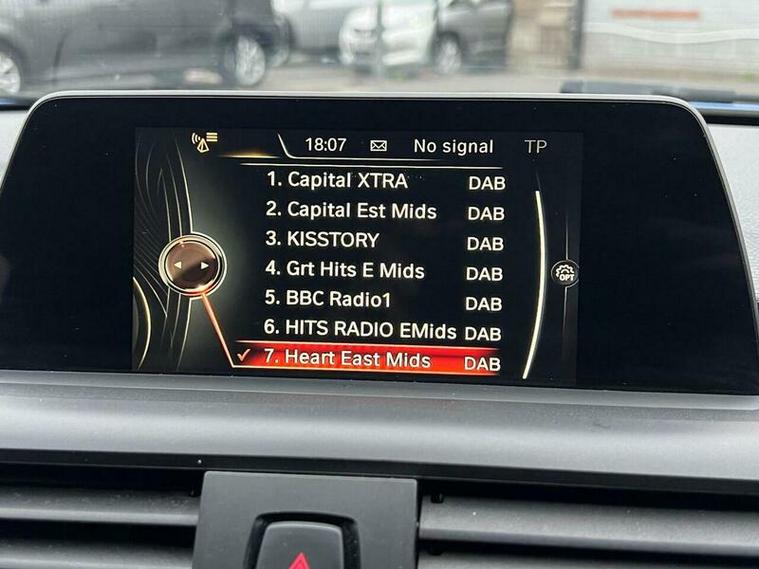 18:07 No signal TP
1. Capital XTRA DAB
2. Capital Est Mids DAB
3. KISSTORY DAB
4. Grt Hits E Mids DAB
OPT
5. BBC Radio1 DAB
6. HITS RADIO EMids DAB
7. Heart East Mids DAB